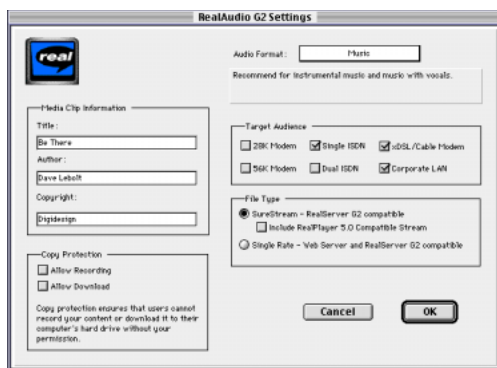 RealAudio G2 Settings
real
Audio Format:
Music
Recommend for instrumental music and music with vocals.
Media Clip Information
Title:
Be There
Author:
Dave Lebolt
Copyright:
Digidesign
Copy Protection
Allow Recording
Allow Download
Copy protection ensures that users cannot
record your content or download it to their
computer's hard drive without your
permission.
Target Audience
28K Modem
Single ISDN
xDSL/Cable Modem
56K Modem
Dual ISDN
Corporate LAN
File Type
SureStream - RealServer G2 compatible
Include RealPlayer 5.0 Compatible Stream
Single Rate - Web Server and RealServer G2 compatible
Cancel
OK